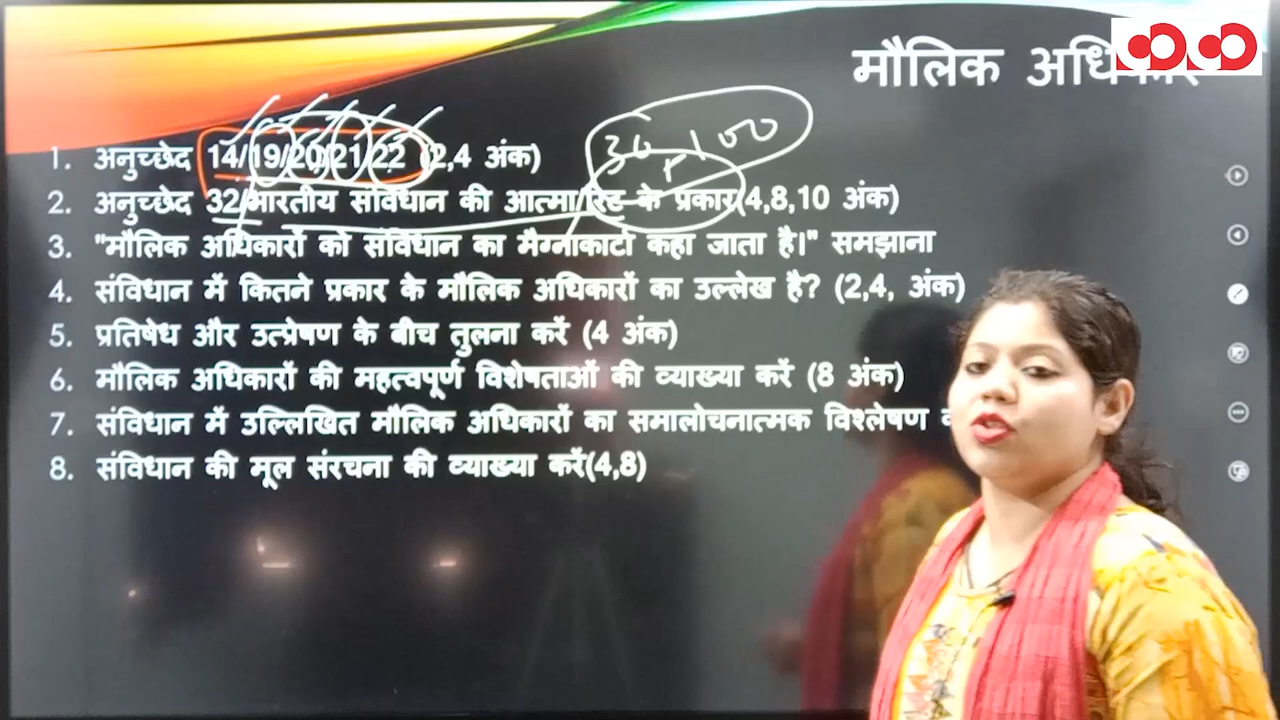 मौलिक अधिकार
30 - 100
1. अनुच्छेद 14/19/20/21/22 (2,4 अंक)
2. अनुच्छेद 32/भारतीय संविधान की आत्मा/रिट के प्रकार(4,8,10 अंक)
3. "मौलिक अधिकारों को संविधान का मैग्नाकार्टा कहा जाता है।" समझाना
4. संविधान में कितने प्रकार के मौलिक अधिकारों का उल्लेख है? (2,4, अंक)
5. प्रतिषेध और उत्प्रेषण के बीच तुलना करें (4 अंक)
6. मौलिक अधिकारों की महत्वपूर्ण विशेषताओं की व्याख्या करें (8 अंक)
7. संविधान में उल्लिखित मौलिक अधिकारों का समालोचनात्मक विश्लेषण
8. संविधान की मूल संरचना की व्याख्या करें(4,8)